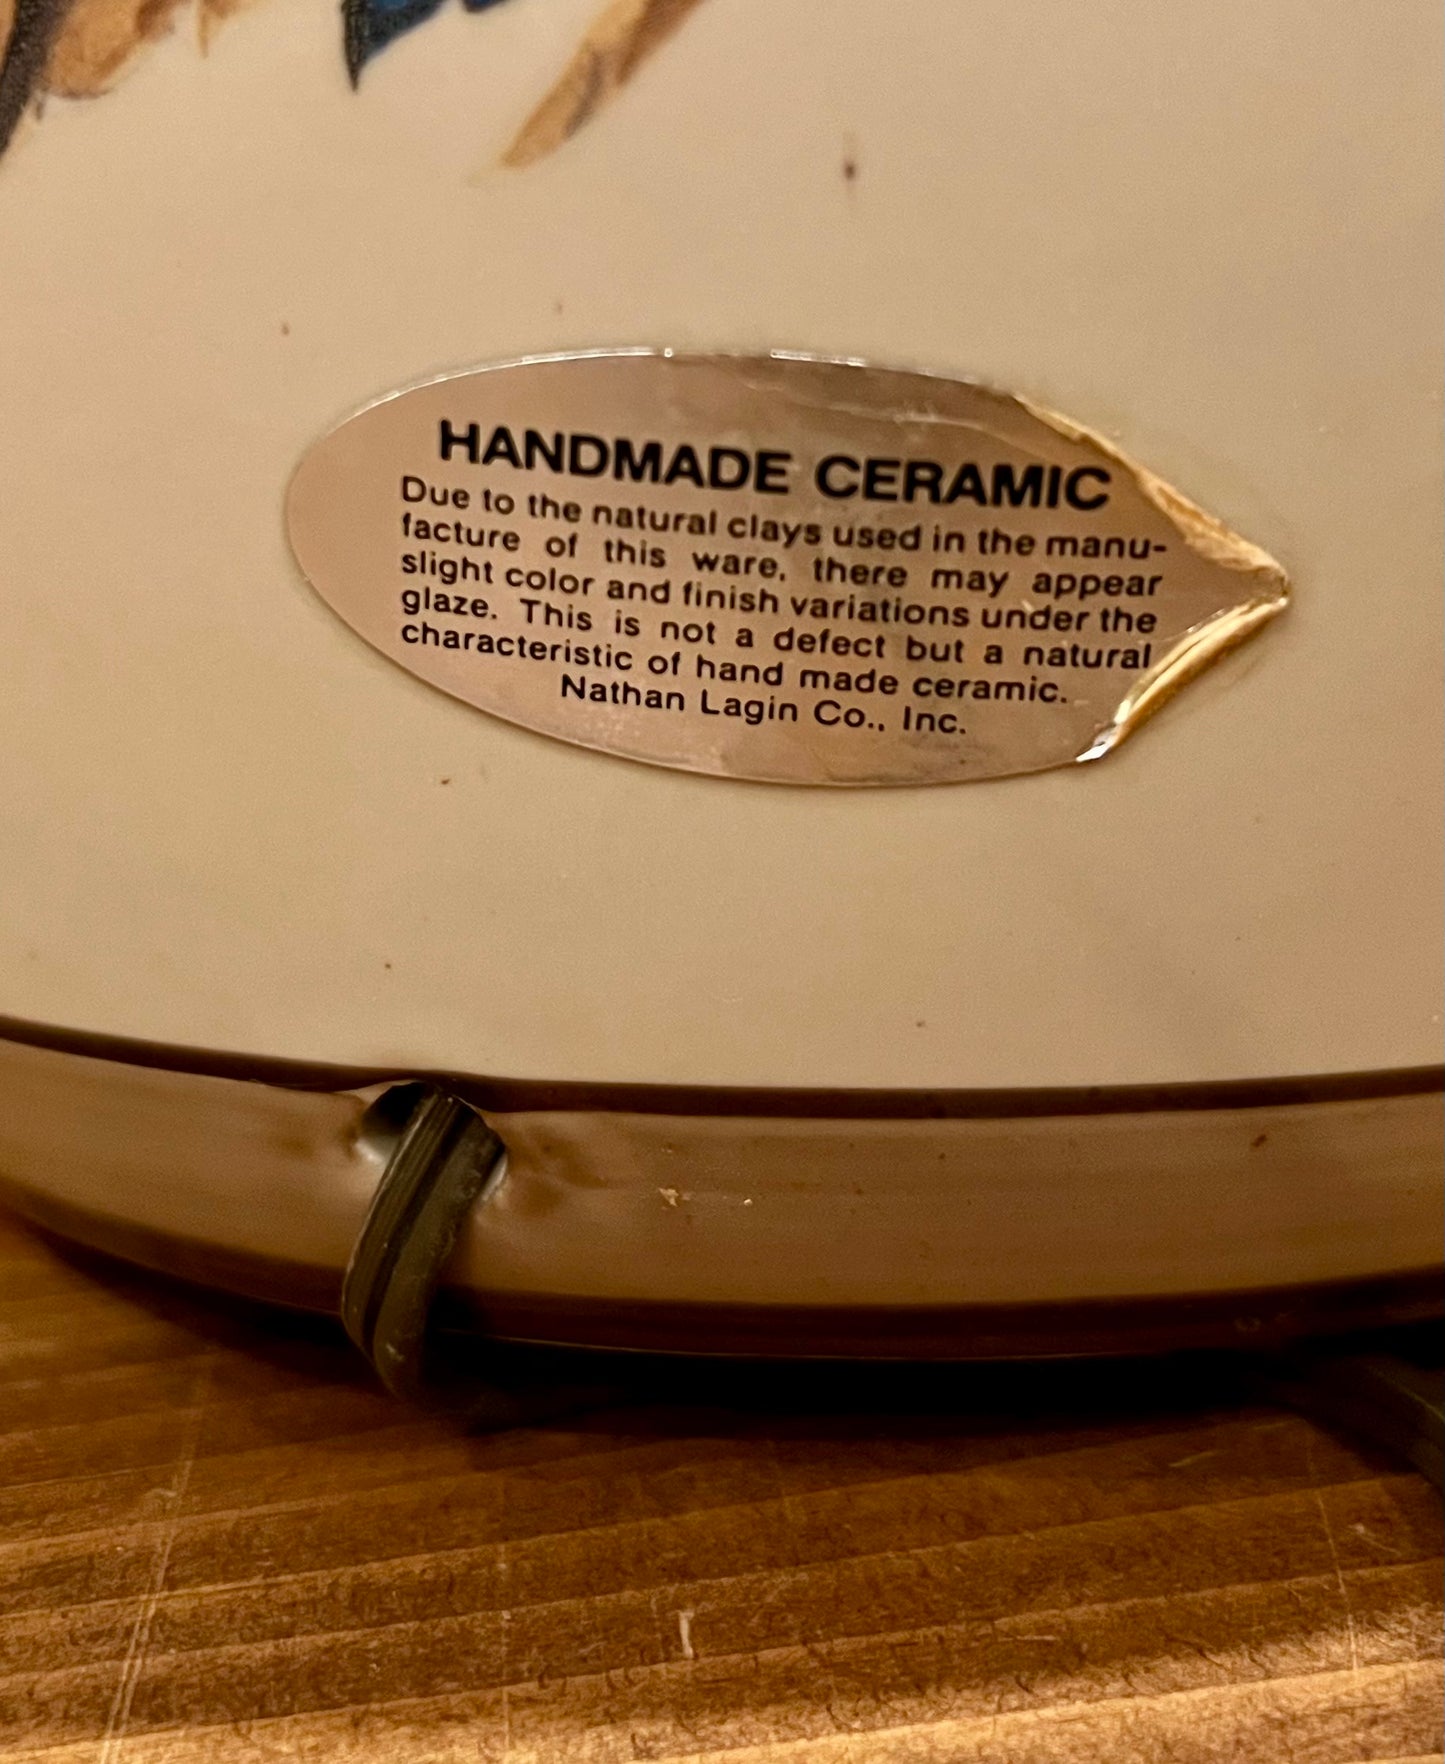 HANDMADE CERAMIC
Due to the natural clays used in the manu-
facture of this ware, there may appear
slight color and finish variations under the
glaze. This is not a defect but a natural
characteristic of hand made ceramic.
Nathan Lagin Co., Inc.